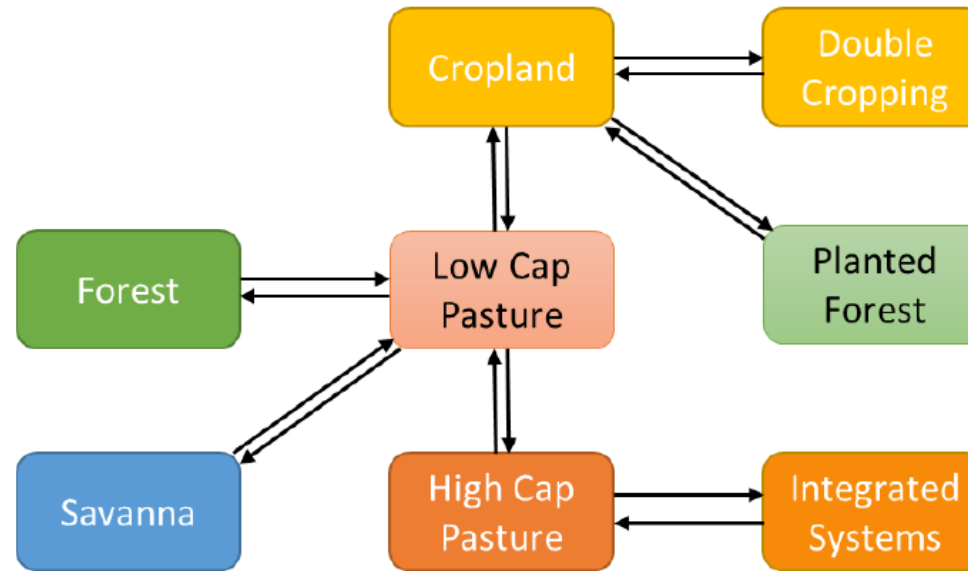 Cropland
Double
Cropping
Forest
Low Cap
Pasture
Planted
Forest
Savanna
High Cap
Pasture
Integrated
Systems